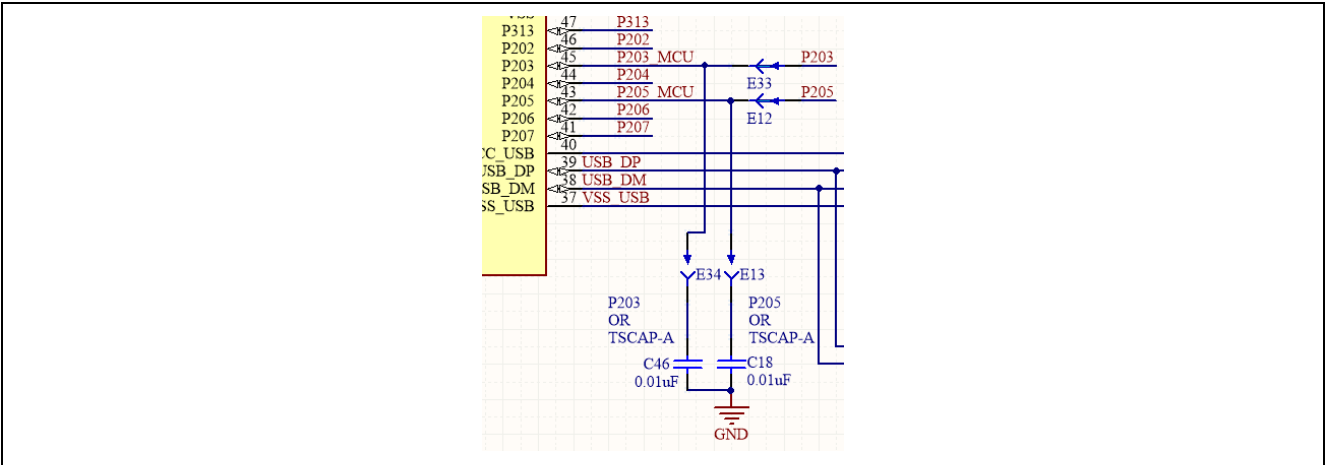 VSS
P313 47 P313
P202 46 P202
P203 45 P203_MCU P203
E33
P204 44 P204
P205 43 P205_MCU P205
E12
P206 42 P206
P207 41 P207
CC_USB 40
USB_DP 39 USB_DP
SB_DM 38 USB_DM
SS_USB 37 VSS_USB
E34 E13
P203 P205
OR OR
TSCAP-A TSCAP-A
C46 C18
0.01uF 0.01uF
GND